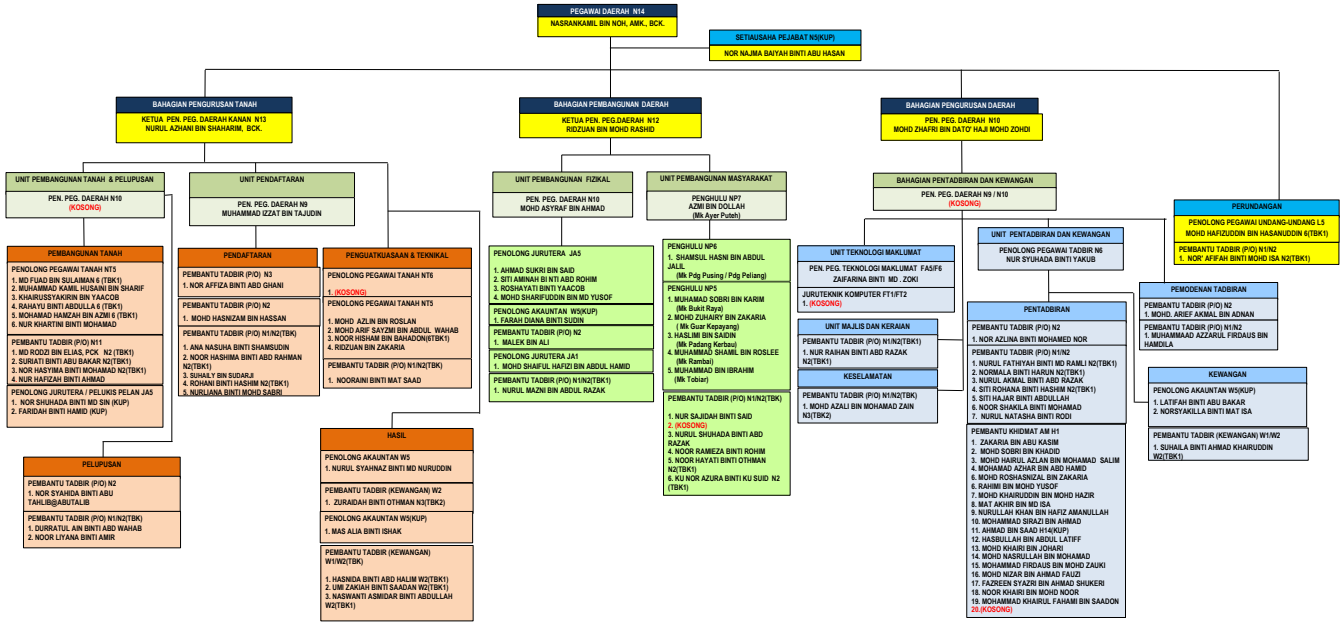 PEGAWAI DAERAH N14
NASRANKAMIL BIN NOH, AMK., BCK.
SETIAUSAHA PEJABAT N5(KUP)
NOR NAJMA BAIYAH BINTI ABU HASAN
BAHAGIAN PENGURUSAN TANAH
KETUA PEN. PEG. DAERAH KANAN N13
NURUL AZHANI BIN SHAHARIM, BCK.
BAHAGIAN PEMBANGUNAN DAERAH
KETUA PEN. PEG.DAERAH N12
RIDZUAN BIN MOHD RASHID
BAHAGIAN PENGURUSAN DAERAH
PEN. PEG. DAERAH N10
MOHD ZHAFRI BIN DATO' HAJI MOHD ZOHDI
UNIT PEMBANGUNAN TANAH & PELUPUSAN
PEN. PEG. DAERAH N10
(KOSONG)
UNIT PENDAFTARAN
PEN. PEG. DAERAH N9
MUHAMMAD IZZAT BIN TAJUDIN
UNIT PEMBANGUNAN FIZIKAL
PEN. PEG. DAERAH N10
MOHD ASYRAF BIN AHMAD
UNIT PEMBANGUNAN MASYARAKAT
PENGHULU NP7
AZMI BIN DOLLAH
(Mk Ayer Puteh)
BAHAGIAN PENTADBIRAN DAN KEWANGAN
PEN. PEG. DAERAH N9 / N10
(KOSONG)
PERUNDANGAN
PENOLONG PEGAWAI UNDANG-UNDANG L5
MOHD HAFIZUDDIN BIN HASANUDDIN 6(TBK1)
PEMBANTU TADBIR (P/O) N1/N2
1. NOR' AFIFAH BINTI MOHD ISA N2(TBK1)
PEMBANGUNAN TANAH
PENOLONG PEGAWAI TANAH NT5
1. MD FUAD BIN SULAIMAN 6 (TBK1)
2. MUHAMMAD KAMIL HUSAINI BIN SHARIF
3. KHAIRUSSYAKIRIN BIN YAACOB
4. RAHAYU BINTI ABDULLA 6 (TBK1)
5. MOHAMAD HAMZAH BIN AZMI 6 (TBK1)
6. NUR KHARTINI BINTI MOHAMAD
PEMBANTU TADBIR (P/O) N11
1. MD RODZI BIN ELIAS, PCK N2 (TBK1)
2. SURIATI BINTI ABU BAKAR N2(TBK1)
3. NOR HASYIMA BINTI MOHAMAD N2(TBK1)
4. NUR HAFIZAH BINTI AHMAD
PENOLONG JURUTERA / PELUKIS PELAN JA5
1. NOR SHUHADA BINTI MD SIN (KUP)
2. FARIDAH BINTI HAMID (KUP)
PENDAFTARAN
PEMBANTU TADBIR (P/O) N3
1. NOR AFFIZA BINTI ABD GHANI
PEMBANTU TADBIR (P/O) N2
1. MOHD HASNIZAM BIN HASSAN
PEMBANTU TADBIR (P/O) N1/N2(TBK)
1. ANA NASUHA BINTI SHAMSUDIN
2. NOOR HASHIMA BINTI ABD RAHMAN
N2(TBK1)
3. SUHAILY BIN SUDARJI
4. ROHANI BINTI HASHIM N2(TBK1)
5. NURLIANA BINTI MOHD SABRI
PENGUATKUASAAN & TEKNIKAL
PENOLONG PEGAWAI TANAH NT6
1. (KOSONG)
PENOLONG PEGAWAI TANAH NT5
1. MOHD AZLIN BIN ROSLAN
2. MOHD ARIF SAYZMI BIN ABDUL WAHAB
3. NOOR HISHAM BIN BAHADON(6TBK1)
4. RIDZUAN BIN ZAKARIA
PEMBANTU TADBIR (P/O) N1/N2(TBK)
1. NOORAINI BINTI MAT SAAD
PENOLONG JURUTERA JA5
1. AHMAD SUKRI BIN SAID
2. SITI AMINAH BI NTI ABD ROHIM
3. ROSHAYATI BINTI YAACOB
4. MOHD SHARIFUDDIN BIN MD YUSOF
PENOLONG AKAUNTAN W5(KUP)
1. FARAH DIANA BINTI SUDIN
PEMBANTU TADBIR (P/O) N2
1. MALEK BIN ALI
PENOLONG JURUTERA JA1
1. MOHD SHAIFUL HAFIZI BIN ABDUL HAMID
PEMBANTU TADBIR (P/O) N1/N2(TBK1)
1. NURUL MAZNI BIN ABDUL RAZAK
PENGHULU NP6
1. SHAMSUL HASNI BIN ABDUL
JALIL
(Mk Pdg Pusing / Pdg Peliang)
PENGHULU NP5
1. MUHAMAD SOBRI BIN KARIM
(Mk Bukit Raya)
2. MOHD ZUHAIRY BIN ZAKARIA
( Mk Guar Kepayang)
3. HASLIMI BIN SAIDIN
(Mk Padang Kerbau)
4. MUHAMMAD SHAMIL BIN ROSLEE
(Mk Rambai)
5. MUHAMMAD BIN IBRAHIM
(Mk Tobiar)
PEMBANTU TADBIR (P/O) N1/N2(TBK)
1. NUR SAJIDAH BINTI SAID
2. (KOSONG)
3. NURUL SHUHADA BINTI ABD
RAZAK
4. NOOR RAMIEZA BINTI ROHIM
5. NOOR HAYATI BINTI OTHMAN
N2(TBK1)
6. KU NOR AZURA BINTI KU SUID N2
(TBK1)
UNIT TEKNOLOGI MAKLUMAT
PEN. PEG. TEKNOLOGI MAKLUMAT FA5/F6
ZAIFARINA BINTI MD . ZOKI
JURUTEKNIK KOMPUTER FT1/FT2
1. (KOSONG)
UNIT MAJLIS DAN KERAIAN
PEMBANTU TADBIR (P/O) N1/N2(TBK1)
1. NUR RAIHAN BINTI ABD RAZAK
N2(TBK1)
KESELAMATAN
PEMBANTU TADBIR (P/O) N1/N2(TBK1)
1. MOHD AZALI BIN MOHAMAD ZAIN
N3(TBK2)
UNIT PENTADBIRAN DAN KEWANGAN
PENOLONG PEGAWAI TADBIR N6
NUR SYUHADA BINTI YAKUB
PENTADBIRAN
PEMBANTU TADBIR (P/O) N2
1. NOR AZLINA BINTI MOHAMED NOR
PEMBANTU TADBIR (P/O) N1/N2
1. NURUL FATHIYYAH BINTI MD RAMLI N2(TBK1)
2. NORMALA BINTI HARUN N2(TBK1)
3. NURUL AKMAL BINTI ABD RAZAK
4. SITI ROHANA BINTI HASHIM N2(TBK1)
5. SITI HAJAR BINTI ABDULLAH
6. NOOR SHAKILA BINTI MOHAMAD
7. NURUL NATASHA BINTI RODI
PEMBANTU KHIDMAT AM H1
1. ZAKARIA BIN ABU KASIM
2. MOHD SOBRI BIN KHADID
3. MOHD HAIRUL AZLAN BIN MOHAMAD SALIM
4. MOHAMAD AZHAR BIN ABD HAMID
6. MOHD ROSHASNIZAL BIN ZAKARIA
6. RAHIMI BIN MOHD YUSOF
7. MOHD KHAIRUDDIN BIN MOHD HAZIR
8. MAT AKHIR BIN MD ISA
9. NURULLAH KHAN BIN HAFIZ AMANULLAH
10. MOHAMMAD SIRAZI BIN AHMAD
11. AHMAD BIN SAAD H14(KUP)
12. HASBULLAH BIN ABDUL LATIFF
13. MOHD KHAIRI BIN JOHARI
14. MOHD NASRULLAH BIN MOHAMAD
15. MOHAMMAD FIRDAUS BIN MOHD ZAUKI
16. MOHD NIZAR BIN AHMAD FAUZI
17. FAZREEN SYAZRI BIN AHMAD SHUKERI
18. NOOR KHAIRI BIN MOHD NOOR
19. MOHAMMAD KHAIRUL FAHAMI BIN SAADON
20.(KOSONG)
PEMODENAN TADBIRAN
PEMBANTU TADBIR (P/O) N2
1. MOHD. ARIEF AKMAL BIN ADNAN
PEMBANTU TADBIR (P/O) N1/N2
1. MUHAMMAAD AZZARUL FIRDAUS BIN
HAMDILA
KEWANGAN
PENOLONG AKAUNTAN W5(KUP)
1. LATIFAH BINTI ABU BAKAR
2. NORSYAKILLA BINTI MAT ISA
PEMBANTU TADBIR (KEWANGAN) W1/W2
1. SUHAILA BINTI AHMAD KHAIRUDDIN
W2(TBK1)
PELUPUSAN
PEMBANTU TADBIR (P/O) N2
1. NOR SYAHIDA BINTI ABU
TAHLIB@ABUTALIB
PEMBANTU TADBIR (P/O) N1/N2(TBK)
1. DURRATUL AIN BINTI ABD WAHAB
2. NOOR LIYANA BINTI AMIR
HASIL
PENOLONG AKAUNTAN W5
1. NURUL SYAHNAZ BINTI MD NURUDDIN
PEMBANTU TADBIR (KEWANGAN) W2
1. ZURAIDAH BINTI OTHMAN N3(TBK2)
PENOLONG AKAUNTAN W5(KUP)
1. MAS ALIA BINTI ISHAK
PEMBANTU TADBIR (KEWANGAN)
W1/W2(TBK)
1. HASNIDA BINTI ABD HALIM W2(TBK1)
2. UMI ZAKIAH BINTI SAADAN W2(TBK1)
3. NASWANTI ASMIDAR BINTI ABDULLAH
W2(TBK1)